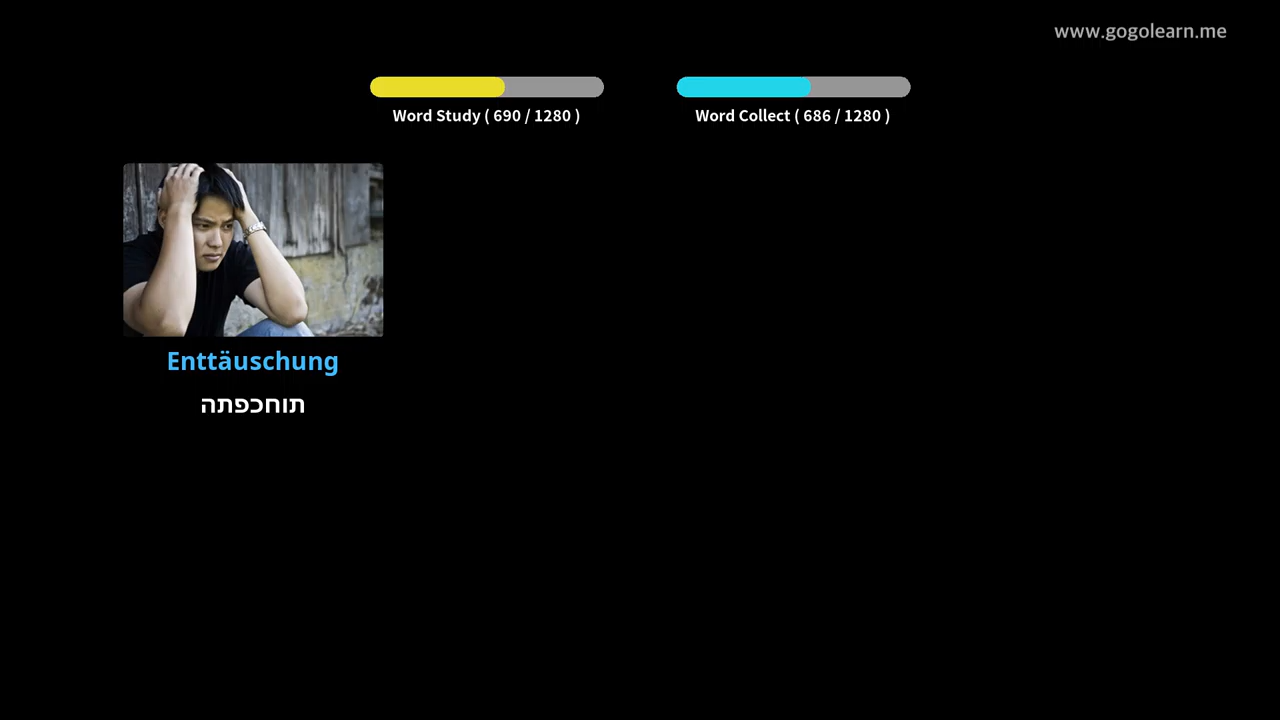 www.gogolearn.me
Word Study ( 690 / 1280 )
Word Collect ( 686 / 1280 )
Enttäuschung
תוחכפתה